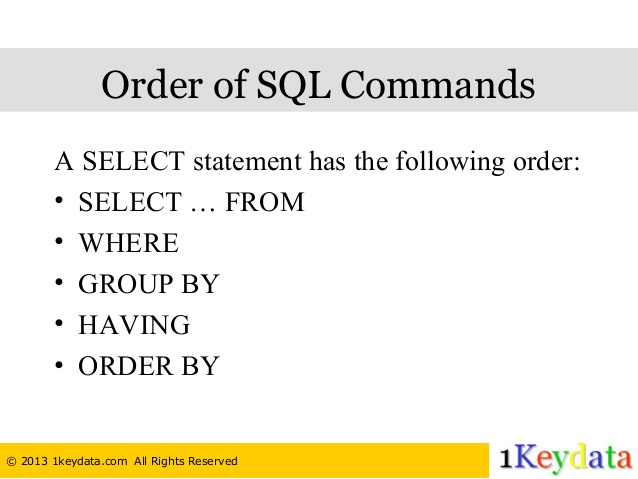 Order of SQL Commands
A SELECT statement has the following order:
• SELECT … FROM
• WHERE
• GROUP BY
• HAVING
• ORDER BY
© 2013 1keydata.com All Rights Reserved
1Keydata